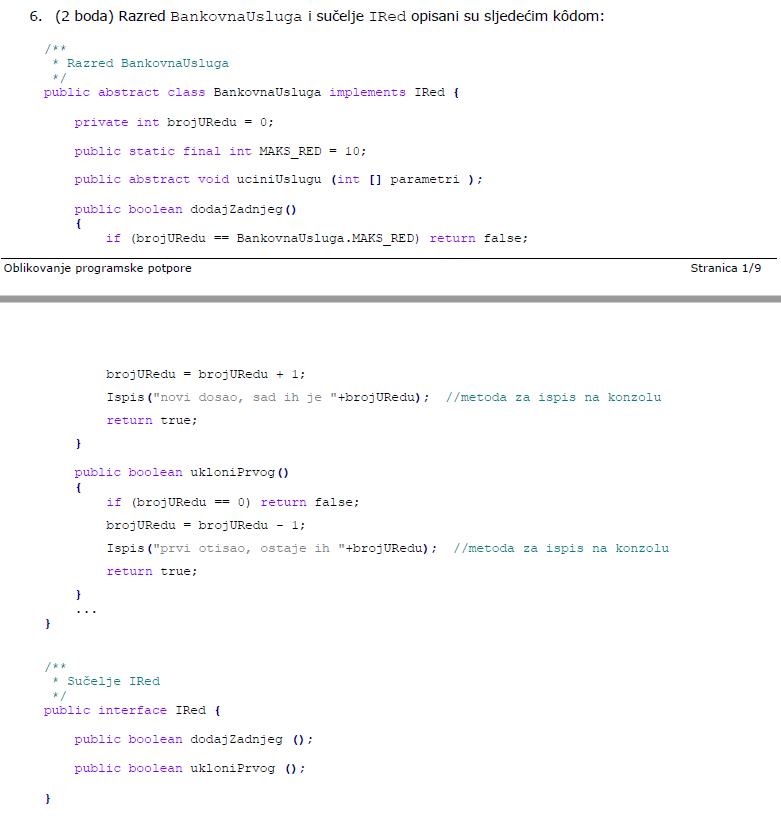 6. (2 boda) Razred BankovnaUsluga i sučelje IRed opisani su sljedećim kôdom:
/**
* Razred BankovnaUsluga
*/
public abstract class BankovnaUsluga implements IRed {
private int brojURedu = 0;
public static final int MAKS_RED = 10;
public abstract void uciniUslugu (int [] parametri );
public boolean dodajZadnjeg()
{
if (brojURedu == BankovnaUsluga.MAKS_RED) return false;
Oblikovanje programske potpore Stranica 1/9
brojURedu = brojURedu + 1;
Ispis("novi dosao, sad ih je "+brojURedu); //metoda za ispis na konzolu
return true;
}
public boolean ukloniPrvog()
{
if (brojURedu == 0) return false;
brojURedu = brojURedu - 1;
Ispis("prvi otisao, ostaje ih "+brojURedu); //metoda za ispis na konzolu
return true;
}
...
}
/**
* Sučelje IRed
*/
public interface IRed {
public boolean dodajZadnjeg ();
public boolean ukloniPrvog ();
}